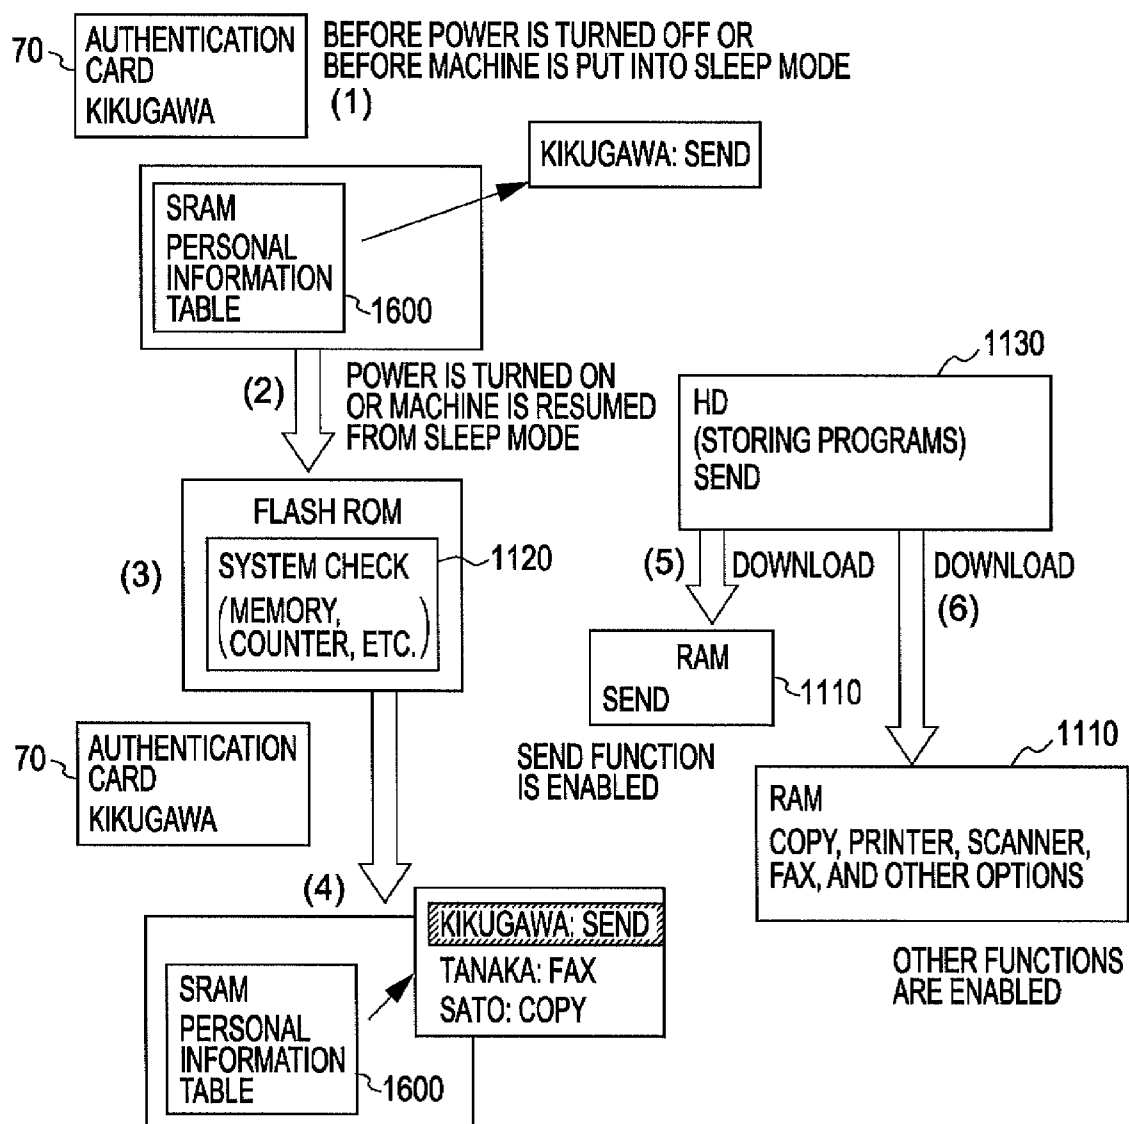 70
AUTHENTICATION
CARD
KIKUGAWA
BEFORE POWER IS TURNED OFF OR
BEFORE MACHINE IS PUT INTO SLEEP MODE
(1)
KIKUGAWA: SEND
SRAM
PERSONAL
INFORMATION
TABLE
1600
(2)
POWER IS TURNED ON
OR MACHINE IS RESUMED
FROM SLEEP MODE
1130
HD
(STORING PROGRAMS)
SEND
FLASH ROM
(3)
SYSTEM CHECK
(MEMORY,
COUNTER, ETC.)
1120
(5)
DOWNLOAD
DOWNLOAD
(6)
RAM
SEND
1110
SEND FUNCTION
IS ENABLED
1110
RAM
COPY, PRINTER, SCANNER,
FAX, AND OTHER OPTIONS
OTHER FUNCTIONS
ARE ENABLED
70
AUTHENTICATION
CARD
KIKUGAWA
(4)
KIKUGAWA: SEND
TANAKA: FAX
SATO: COPY
SRAM
PERSONAL
INFORMATION
TABLE
1600